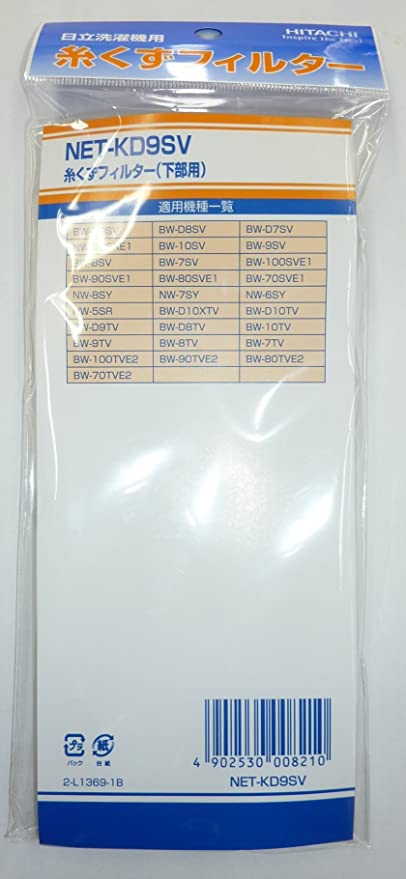 日立洗濯機用
HITACHI
Inspire the Next
糸くずフィルター
NET-KD9SV
糸くずフィルター(下部用)
適用機種一覧
BW-D8SV BW-D7SV
BW-10SV BW-9SV
BW-8SV BW-7SV BW-100SVE1
BW-90SVE1 BW-80SVE1 BW-70SVE1
NW-8SY NW-7SY NW-6SY
NW-5SR BW-D10XTV BW-D10TV
BW-D9TV BW-D8TV BW-10TV
BW-9TV BW-8TV BW-7TV
BW-100TVE2 BW-90TVE2 BW-80TVE2
BW-70TVE2
プラ 紙
パック 台紙
4 902530 008210
2-L1369-1B NET-KD9SV